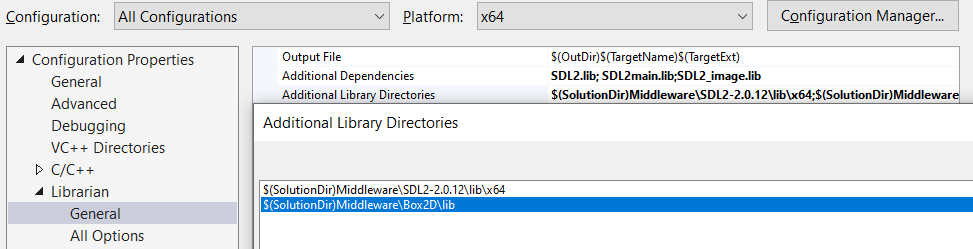 Configuration: All Configurations Platform: x64 Configuration Manager...
Configuration Properties
General
Advanced
Debugging
VC++ Directories
C/C++
Librarian
General
All Options
Output File $(OutDir)$(TargetName)$(TargetExt)
Additional Dependencies SDL2.lib; SDL2main.lib;SDL2_image.lib
Additional Library Directories $(SolutionDir)Middleware\SDL2-2.0.12\lib\x64;$(SolutionDir)Middleware
Additional Library Directories
$(SolutionDir)Middleware\SDL2-2.0.12\lib\x64
$(SolutionDir)Middleware\Box2D\lib